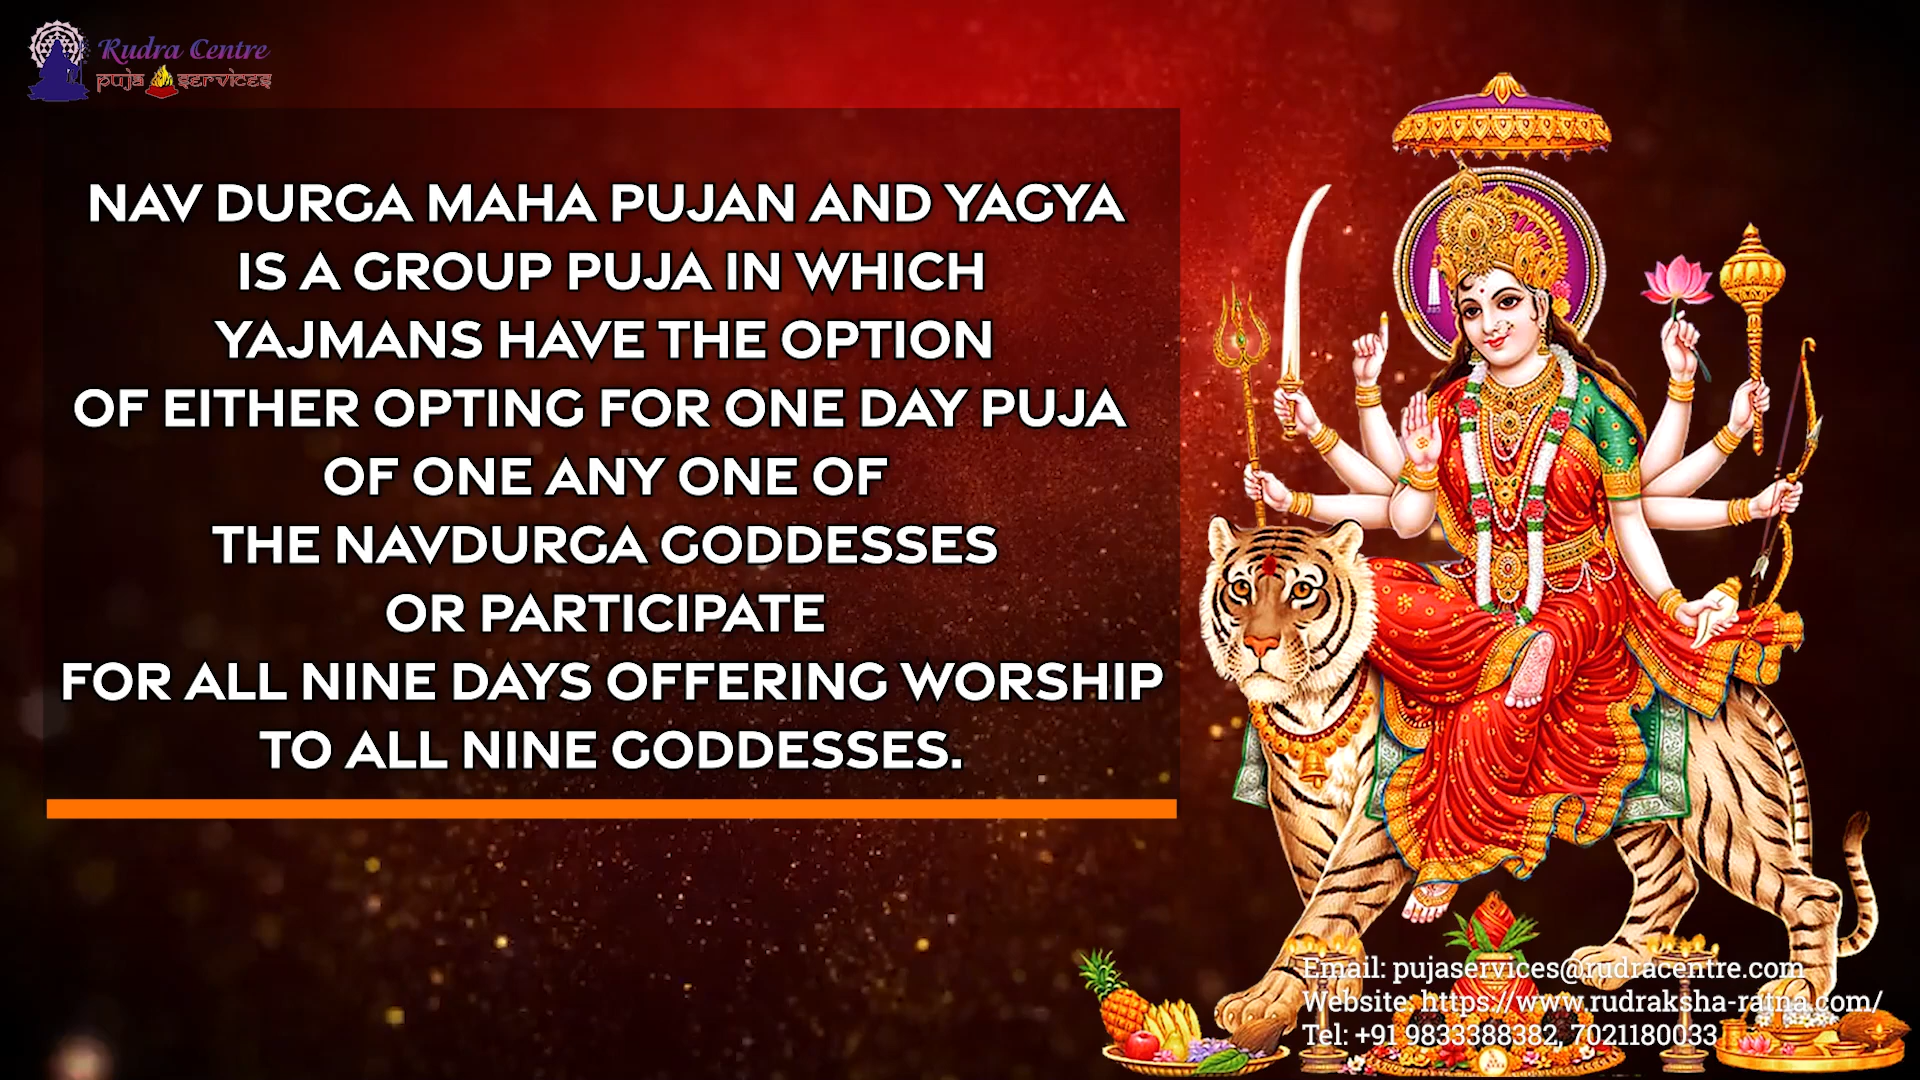 Rudra Centre
puja services
NAV DURGA MAHA PUJAN AND YAGYA
IS A GROUP PUJA IN WHICH
YAJMANS HAVE THE OPTION
OF EITHER OPTING FOR ONE DAY PUJA
OF ONE ANY ONE OF
THE NAVDURGA GODDESSES
OR PARTICIPATE
FOR ALL NINE DAYS OFFERING WORSHIP
TO ALL NINE GODDESSES.
Email: pujaservices@rudracentre.com
Website: https://www.rudraksha-ratna.com/
Tel: +91 9833388382, 7021180033